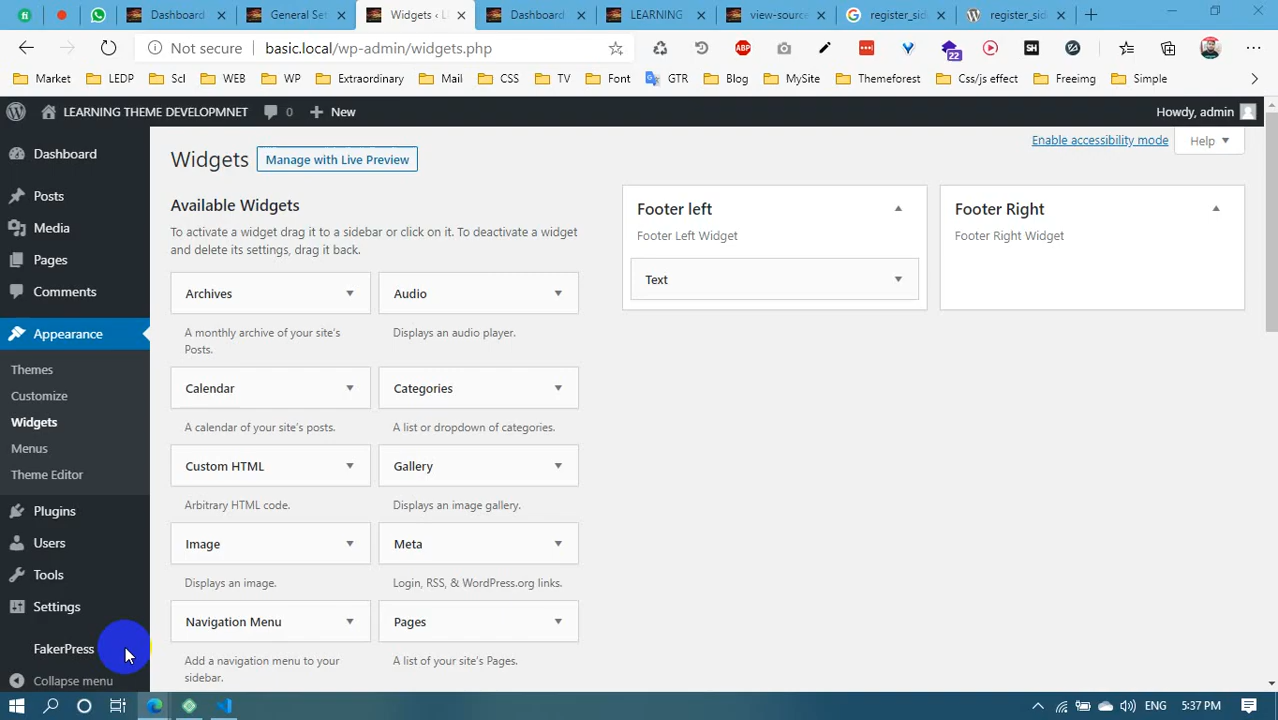 Dashboard
General Set
Widgets ‹ L
Dashboard
LEARNING
view-source
register_sid
register_sid
Not secure
basic.local/wp-admin/widgets.php
ABP
22
SH
Market
LEDP
Scl
WEB
WP
Extraordinary
Mail
CSS
TV
Font
GTR
Blog
MySite
Themeforest
Css/js effect
Freeimg
Simple
LEARNING THEME DEVELOPMNET
0
New
Howdy, admin
Dashboard
Posts
Media
Pages
Comments
Appearance
Themes
Customize
Widgets
Menus
Theme Editor
Plugins
Users
Tools
Settings
FakerPress
Collapse menu
Enable accessibility mode
Help
Widgets
Manage with Live Preview
Available Widgets
To activate a widget drag it to a sidebar or click on it. To deactivate a widget
and delete its settings, drag it back.
Archives
A monthly archive of your site's
Posts.
Audio
Displays an audio player.
Calendar
A calendar of your site's posts.
Categories
A list or dropdown of categories.
Custom HTML
Arbitrary HTML code.
Gallery
Displays an image gallery.
Image
Displays an image.
Meta
Login, RSS, & WordPress.org links.
Navigation Menu
Add a navigation menu to your
sidebar.
Pages
A list of your site's Pages.
Footer left
Footer Left Widget
Text
Footer Right
Footer Right Widget
ENG
5:37 PM